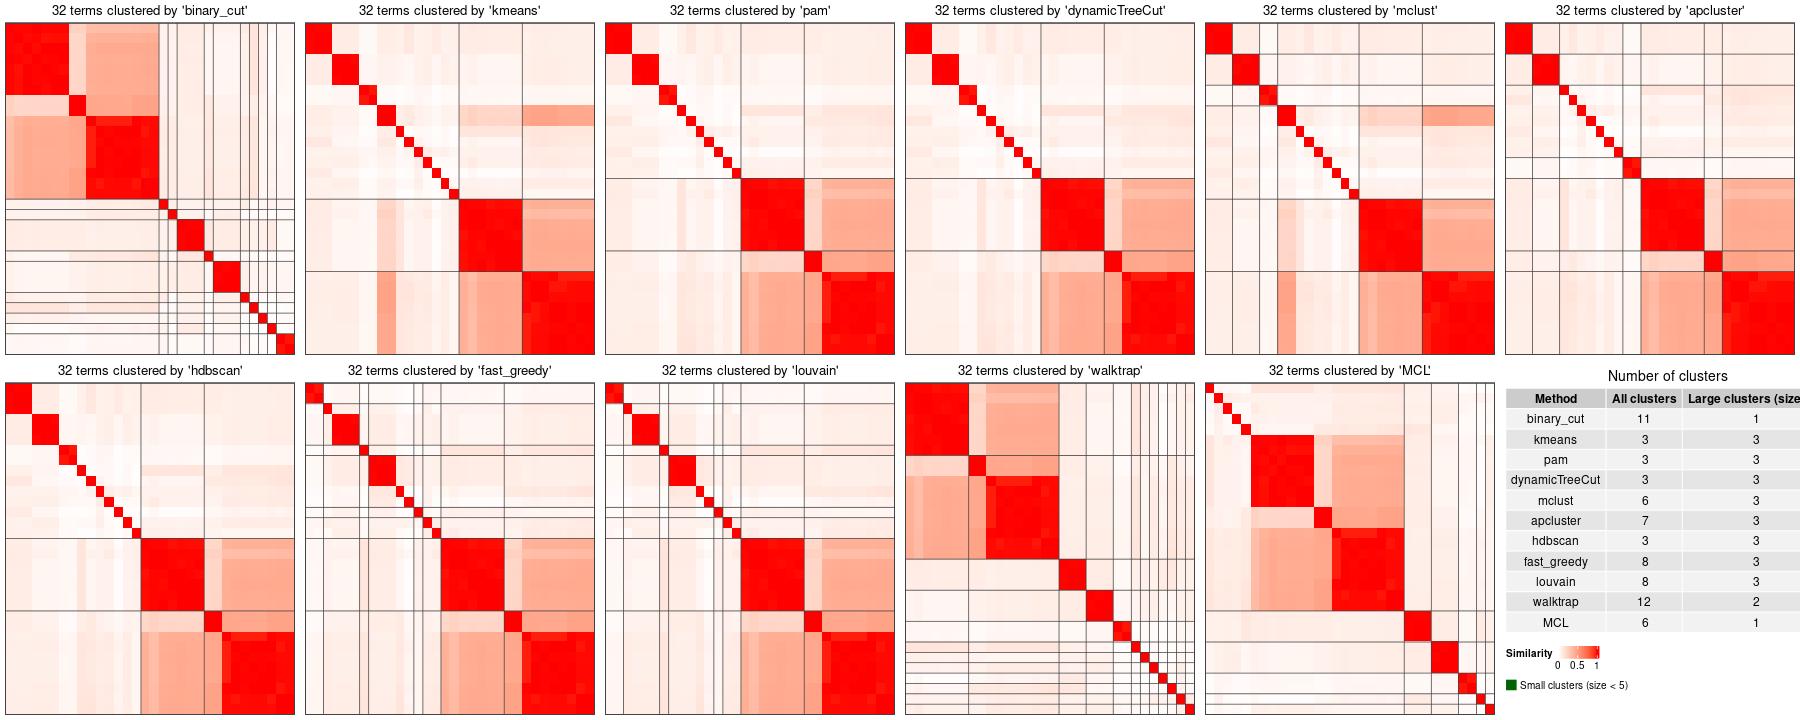 32 terms clustered by 'binary_cut'
32 terms clustered by 'kmeans'
32 terms clustered by 'pam'
32 terms clustered by 'dynamicTreeCut'
32 terms clustered by 'mclust'
32 terms clustered by 'apcluster'
32 terms clustered by 'hdbscan'
32 terms clustered by 'fast_greedy'
32 terms clustered by 'louvain'
32 terms clustered by 'walktrap'
32 terms clustered by 'MCL'
Number of clusters
Method All clusters Large clusters (size
binary_cut 11 1
kmeans 3 3
pam 3 3
dynamicTreeCut 3 3
mclust 6 3
apcluster 7 3
hdbscan 3 3
fast_greedy 8 3
louvain 8 3
walktrap 12 2
MCL 6 1
Similarity
0 0.5 1
Small clusters (size < 5)